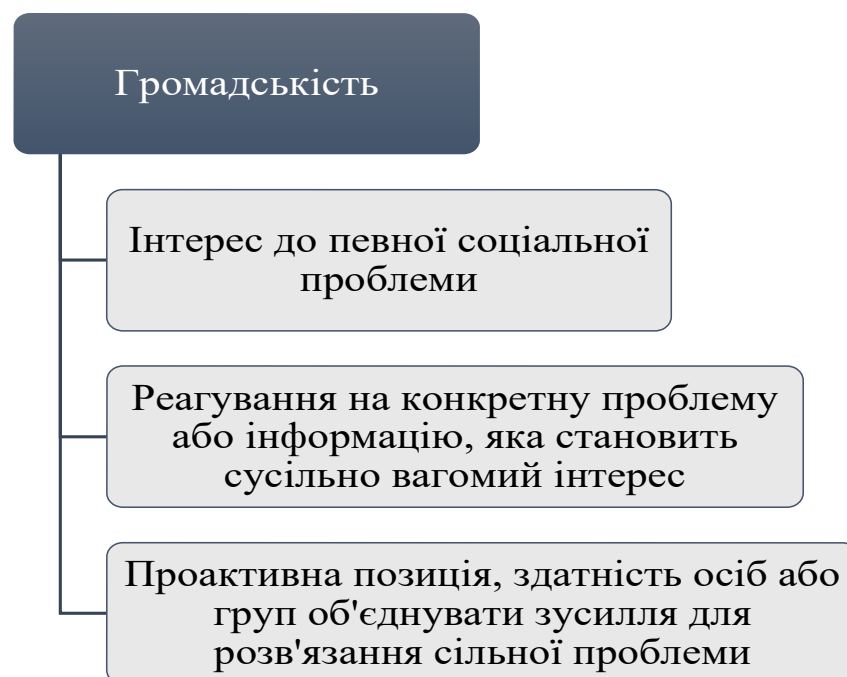 Громадськість
Інтерес до певної соціальної
проблеми
Реагування на конкретну проблему
або інформацію, яка становить
сусільно вагомий інтерес
Проактивна позиція, здатність осіб або
груп об'єднувати зусилля для
розв'язання сільної проблеми